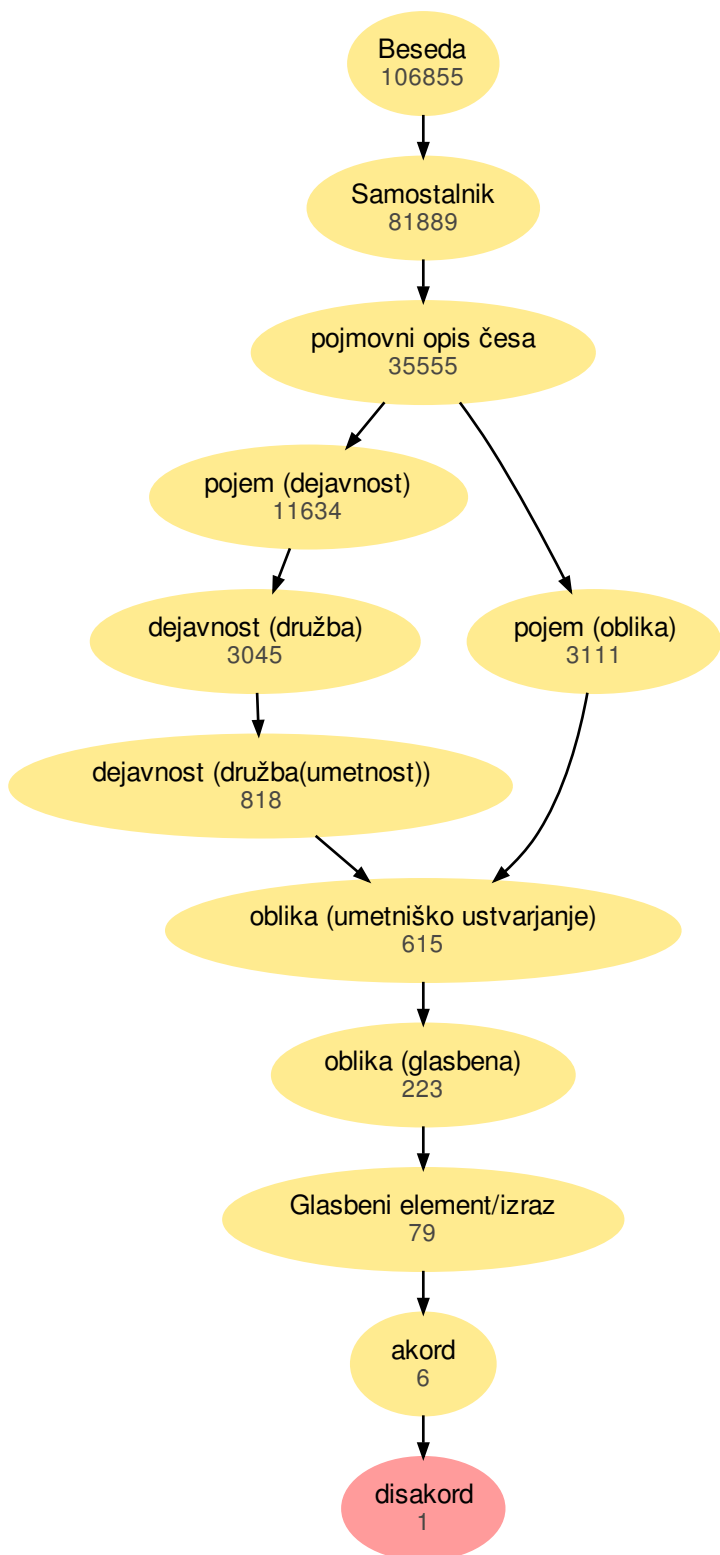 Beseda
106855
Samostalnik
81889
pojmovni opis česa
35555
pojem (dejavnost)
11634
dejavnost (družba)
3045
pojem (oblika)
3111
dejavnost (družba(umetnost))
818
oblika (umetniško ustvarjanje)
615
oblika (glasbena)
223
Glasbeni element/izraz
79
akord
6
disakord
1